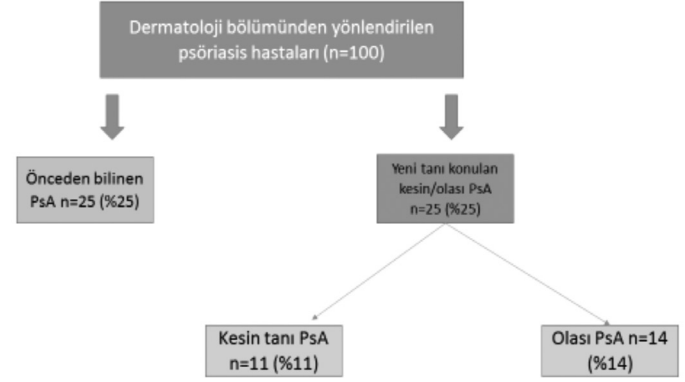 Dermatoloji bölümünden yönlendirilen
psöriasis hastaları (n=100)
Önceden bilinen
PsA n=25 (%25)
Yeni tanı konulan
kesin/olası PsA
n=25 (%25)
Kesin tanı PsA
n=11 (%11)
Olası PsA n=14
(%14)